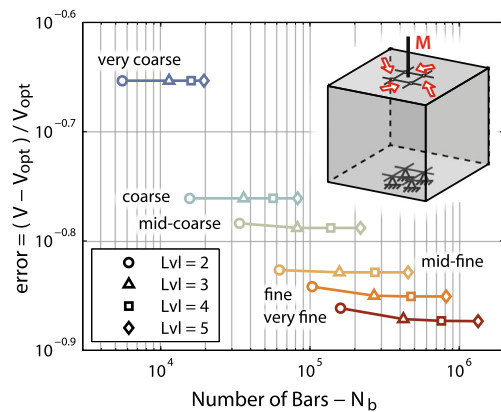 10^-0.6
very coarse
M
10^-0.7
coarse
mid-coarse
10^-0.8
mid-fine
fine
very fine
Lvl = 2
Lvl = 3
Lvl = 4
Lvl = 5
10^-0.9
10^4
10^5
10^6
Number of Bars – N_b
error = (V – V_opt) / V_opt